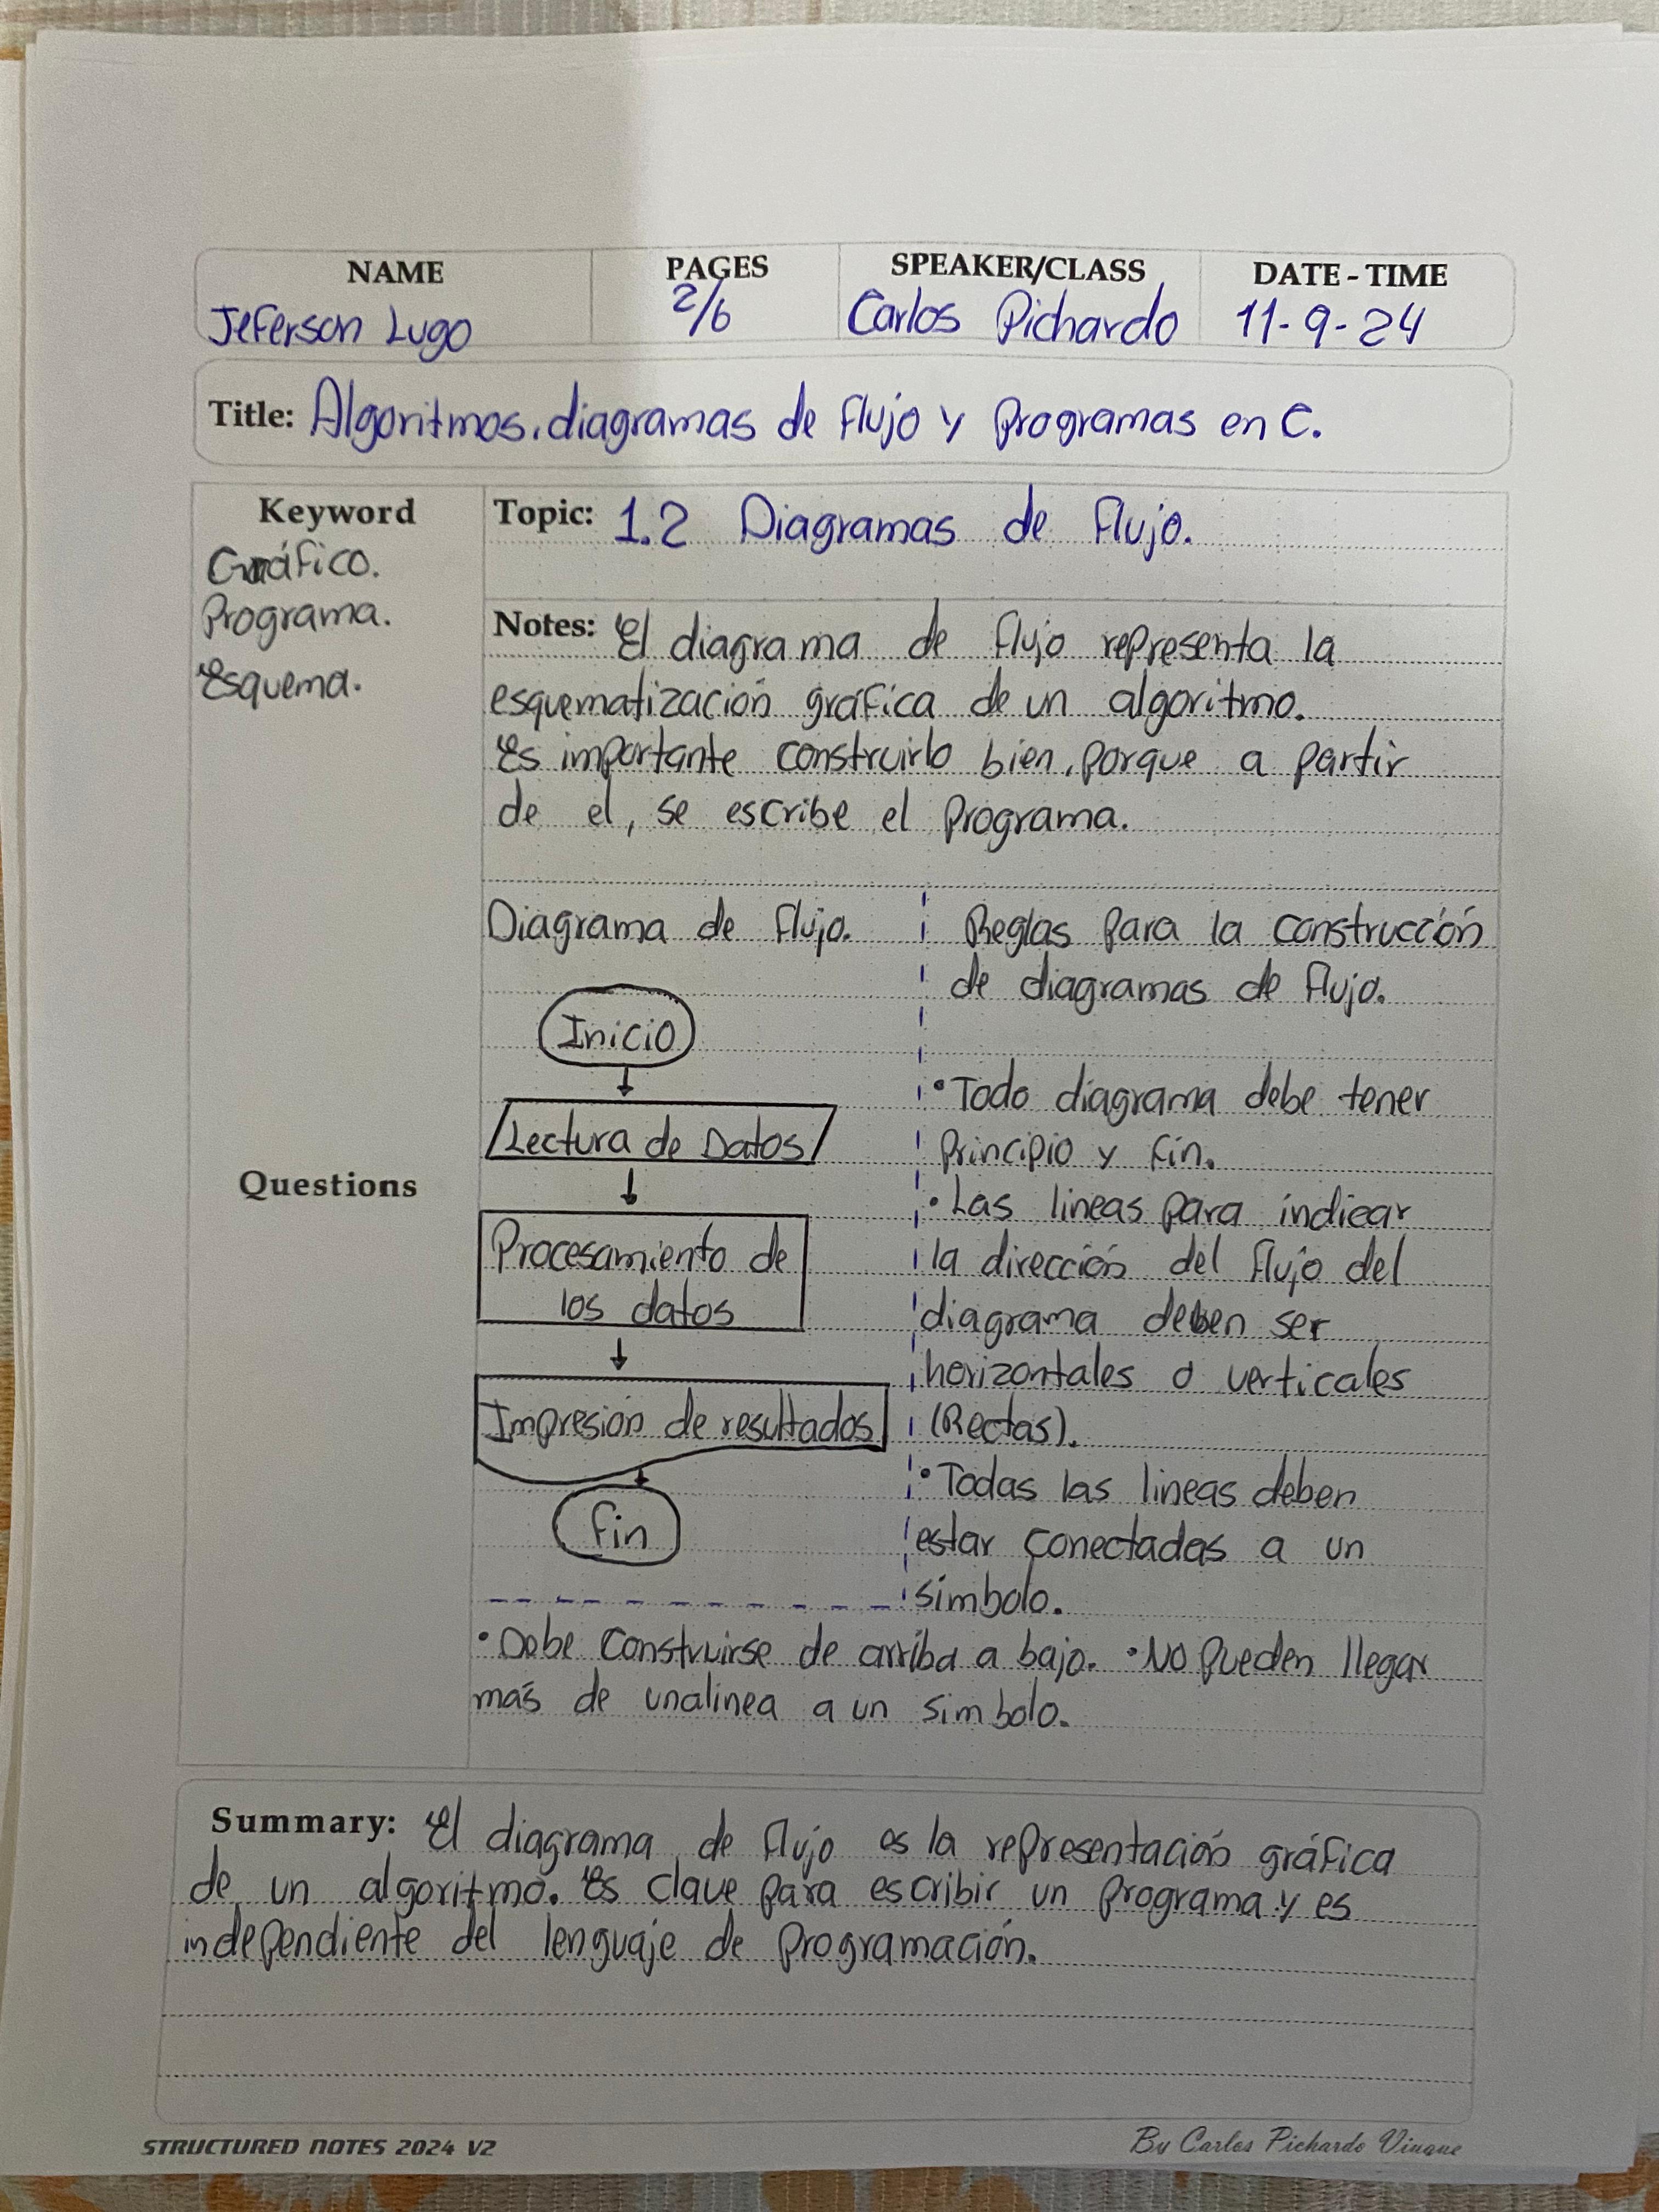 NAME PAGES SPEAKER/CLASS DATE - TIME
Jeferson Lugo 2/6 Carlos Pichardo 11-9-24
Title: Algoritmos, diagramas de flujo y programas en C.
Keyword
Gráfico.
Programa.
Esquema.
Questions
Topic: 1.2 Diagramas de flujo.
Notes: El diagrama de flujo representa la
esquematización gráfica de un algoritmo.
Es importante construirlo bien, porque a partir
de el, se escribe el programa.
Diagrama de flujo.
Inicio
Lectura de Datos
Procesamiento de
los datos
Impresión de resultados
fin
Reglas para la construcción
de diagramas de flujo.
• Todo diagrama debe tener
principio y fin.
• Las lineas para indicar
la dirección del flujo del
diagrama deben ser
horizontales o verticales
(Rectas).
• Todas las lineas deben
estar conectadas a un
símbolo.
• Debe construirse de arriba a bajo. • No pueden llegar
más de una linea a un simbolo.
Summary: El diagrama de flujo es la representación gráfica
de un algoritmo. Es clave para escribir un programa y es
independiente del lenguaje de programación.
STRUCTURED NOTES 2024 V2
By Carlos Pichardo Viuque